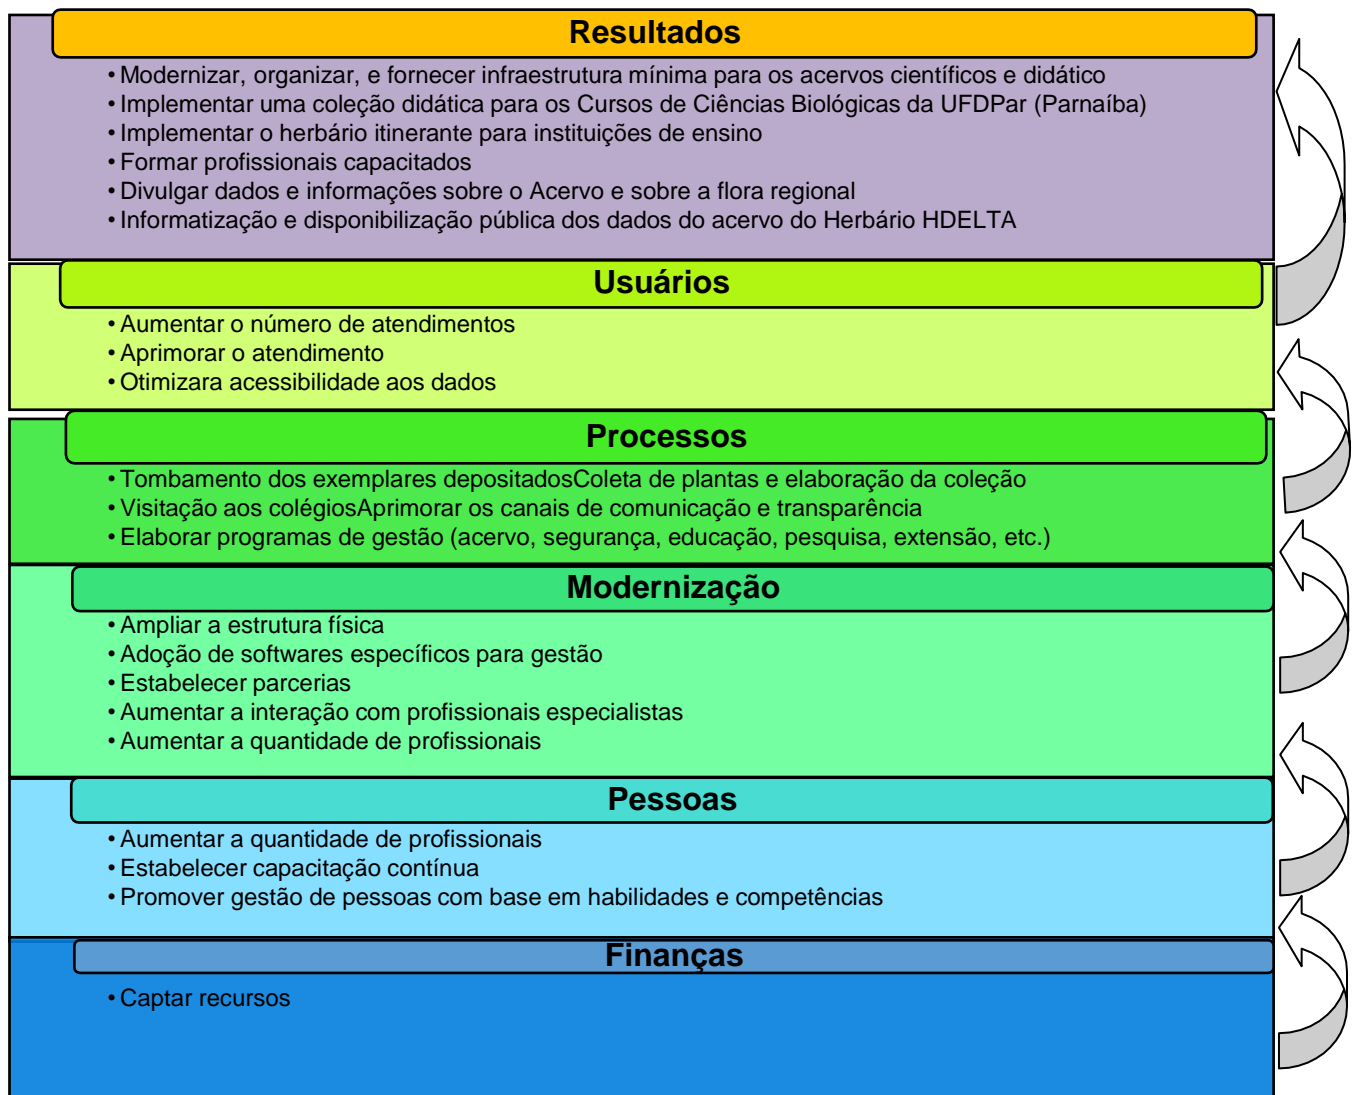 Resultados
• Modernizar, organizar, e fornecer infraestrutura mínima para os acervos científicos e didático
• Implementar uma coleção didática para os Cursos de Ciências Biológicas da UFDPar (Parnaíba)
• Implementar o herbário itinerante para instituições de ensino
• Formar profissionais capacitados
• Divulgar dados e informações sobre o Acervo e sobre a flora regional
• Informatização e disponibilização pública dos dados do acervo do Herbário HDELTA
Usuários
• Aumentar o número de atendimentos
• Aprimorar o atendimento
• Otimizara acessibilidade aos dados
Processos
• Tombamento dos exemplares depositadosColeta de plantas e elaboração da coleção
• Visitação aos colégiosAprimorar os canais de comunicação e transparência
• Elaborar programas de gestão (acervo, segurança, educação, pesquisa, extensão, etc.)
Modernização
• Ampliar a estrutura física
• Adoção de softwares específicos para gestão
• Estabelecer parcerias
• Aumentar a interação com profissionais especialistas
• Aumentar a quantidade de profissionais
Pessoas
• Aumentar a quantidade de profissionais
• Estabelecer capacitação contínua
• Promover gestão de pessoas com base em habilidades e competências
Finanças
• Captar recursos